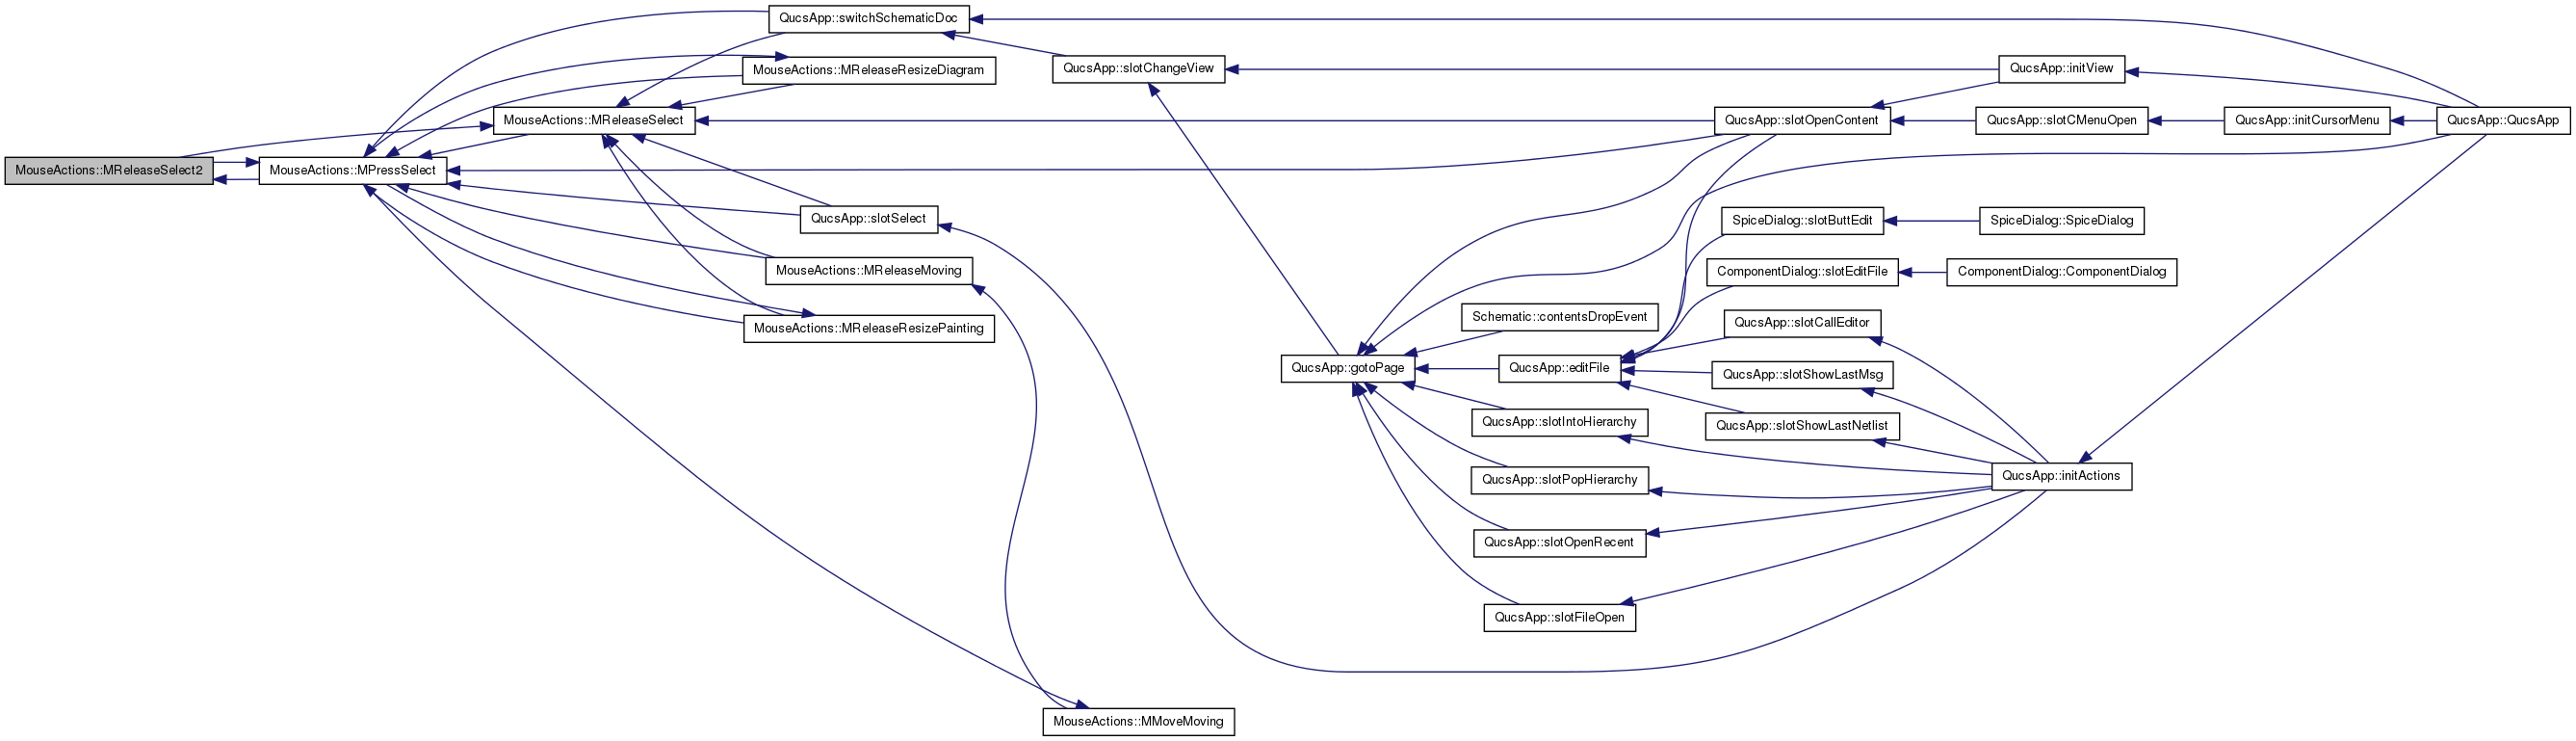 QucsApp::switchSchematicDoc
MouseActions::MReleaseResizeDiagram
QucsApp::slotChangeView
QucsApp::initView
MouseActions::MReleaseSelect
QucsApp::slotOpenContent
QucsApp::slotCMenuOpen
QucsApp::initCursorMenu
QucsApp::QucsApp
MouseActions::MReleaseSelect2
MouseActions::MPressSelect
QucsApp::slotSelect
SpiceDialog::slotButtEdit
SpiceDialog::SpiceDialog
MouseActions::MReleaseMoving
ComponentDialog::slotEditFile
ComponentDialog::ComponentDialog
MouseActions::MReleaseResizePainting
Schematic::contentsDropEvent
QucsApp::slotCallEditor
QucsApp::gotoPage
QucsApp::editFile
QucsApp::slotShowLastMsg
QucsApp::slotIntoHierarchy
QucsApp::slotShowLastNetlist
QucsApp::slotPopHierarchy
QucsApp::initActions
QucsApp::slotOpenRecent
QucsApp::slotFileOpen
MouseActions::MMoveMoving